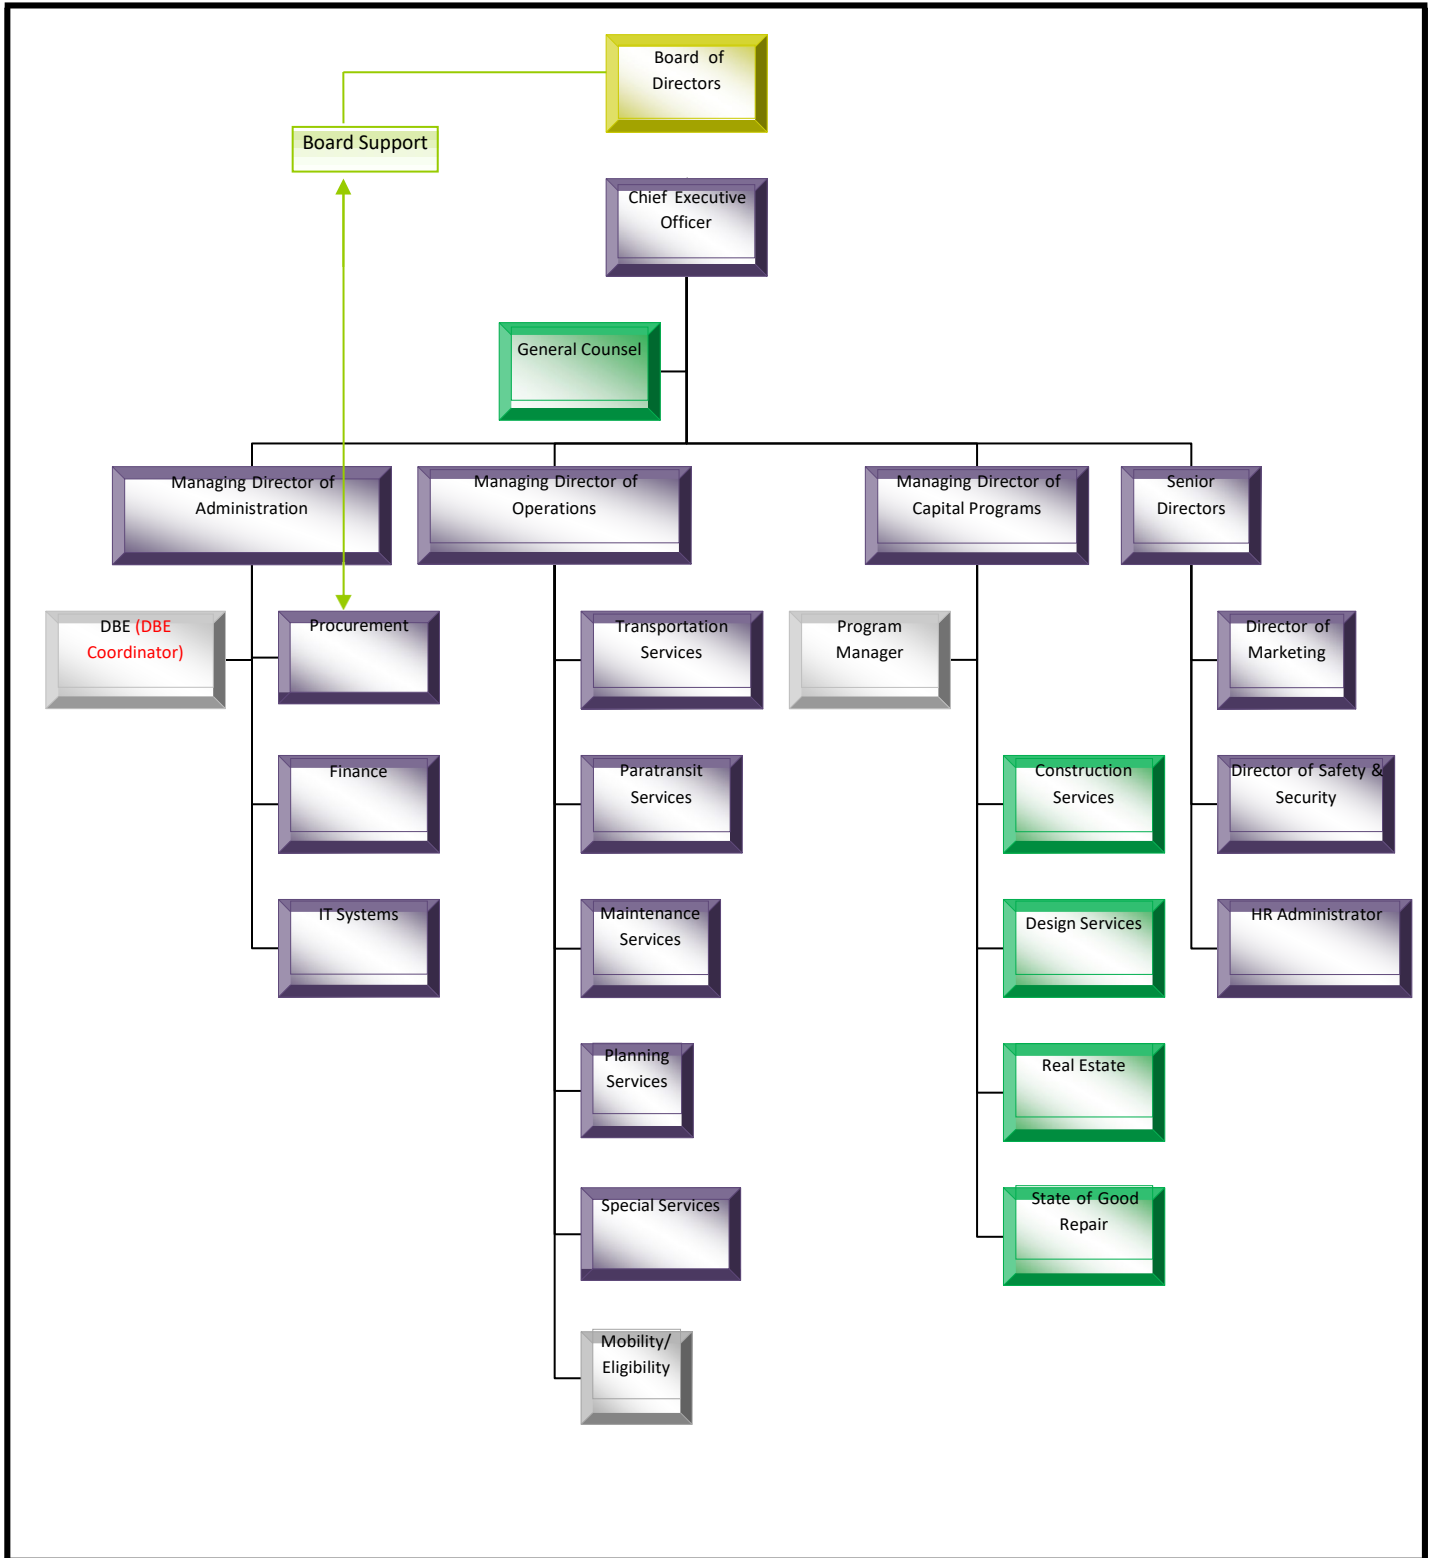 Board of
Directors
Board Support
Chief Executive
Officer
General Counsel
Managing Director of
Administration
Managing Director of
Operations
Managing Director of
Capital Programs
Senior
Directors
DBE (DBE
Coordinator)
Procurement
Transportation
Services
Program
Manager
Director of
Marketing
Finance
Paratransit
Services
Construction
Services
Director of Safety &
Security
IT Systems
Maintenance
Services
Design Services
HR Administrator
Planning
Services
Real Estate
Special Services
State of Good
Repair
Mobility/
Eligibility